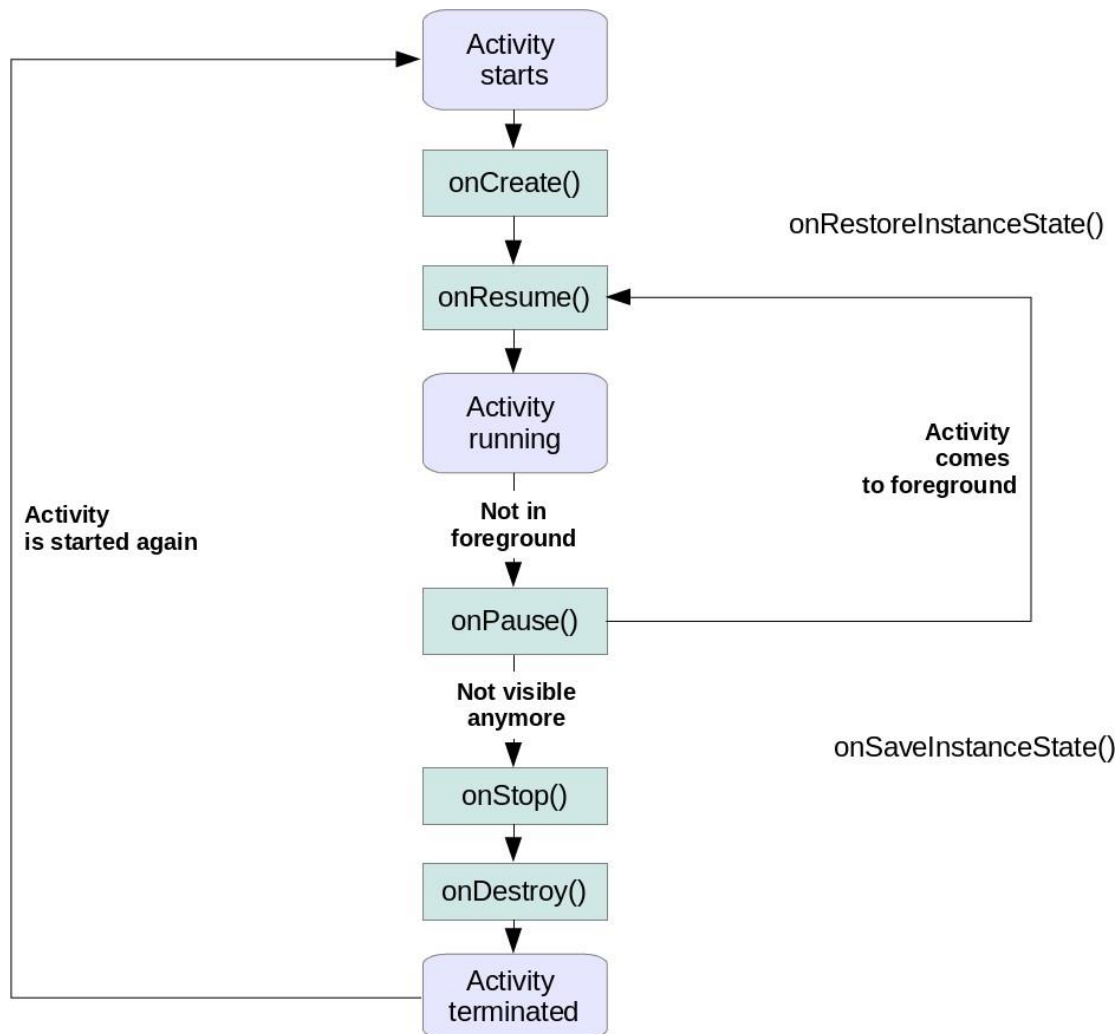 Activity
starts
onCreate()
onRestoreInstanceState()
onResume()
Activity
running
Activity
comes
to foreground
Not in
foreground
Activity
is started again
onPause()
Not visible
anymore
onSaveInstanceState()
onStop()
onDestroy()
Activity
terminated